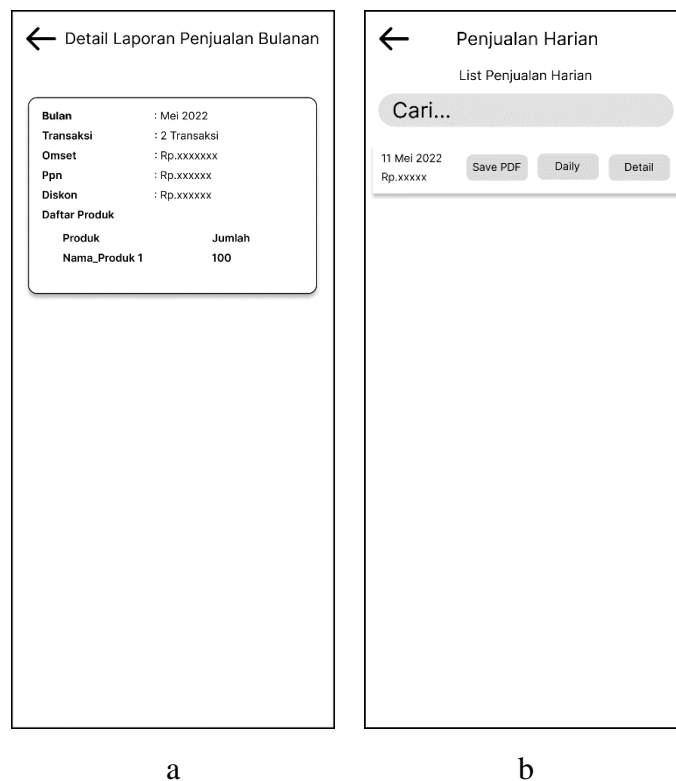 Detail Laporan Penjualan Bulanan
Bulan : Mei 2022
Transaksi : 2 Transaksi
Omset : Rp.xxxxxxx
Ppn : Rp.xxxxxx
Diskon : Rp.xxxxxx
Daftar Produk
Produk Jumlah
Nama_Produk 1 100
a
Penjualan Harian
List Penjualan Harian
Cari...
11 Mei 2022
Rp.xxxxx
Save PDF Daily Detail
b